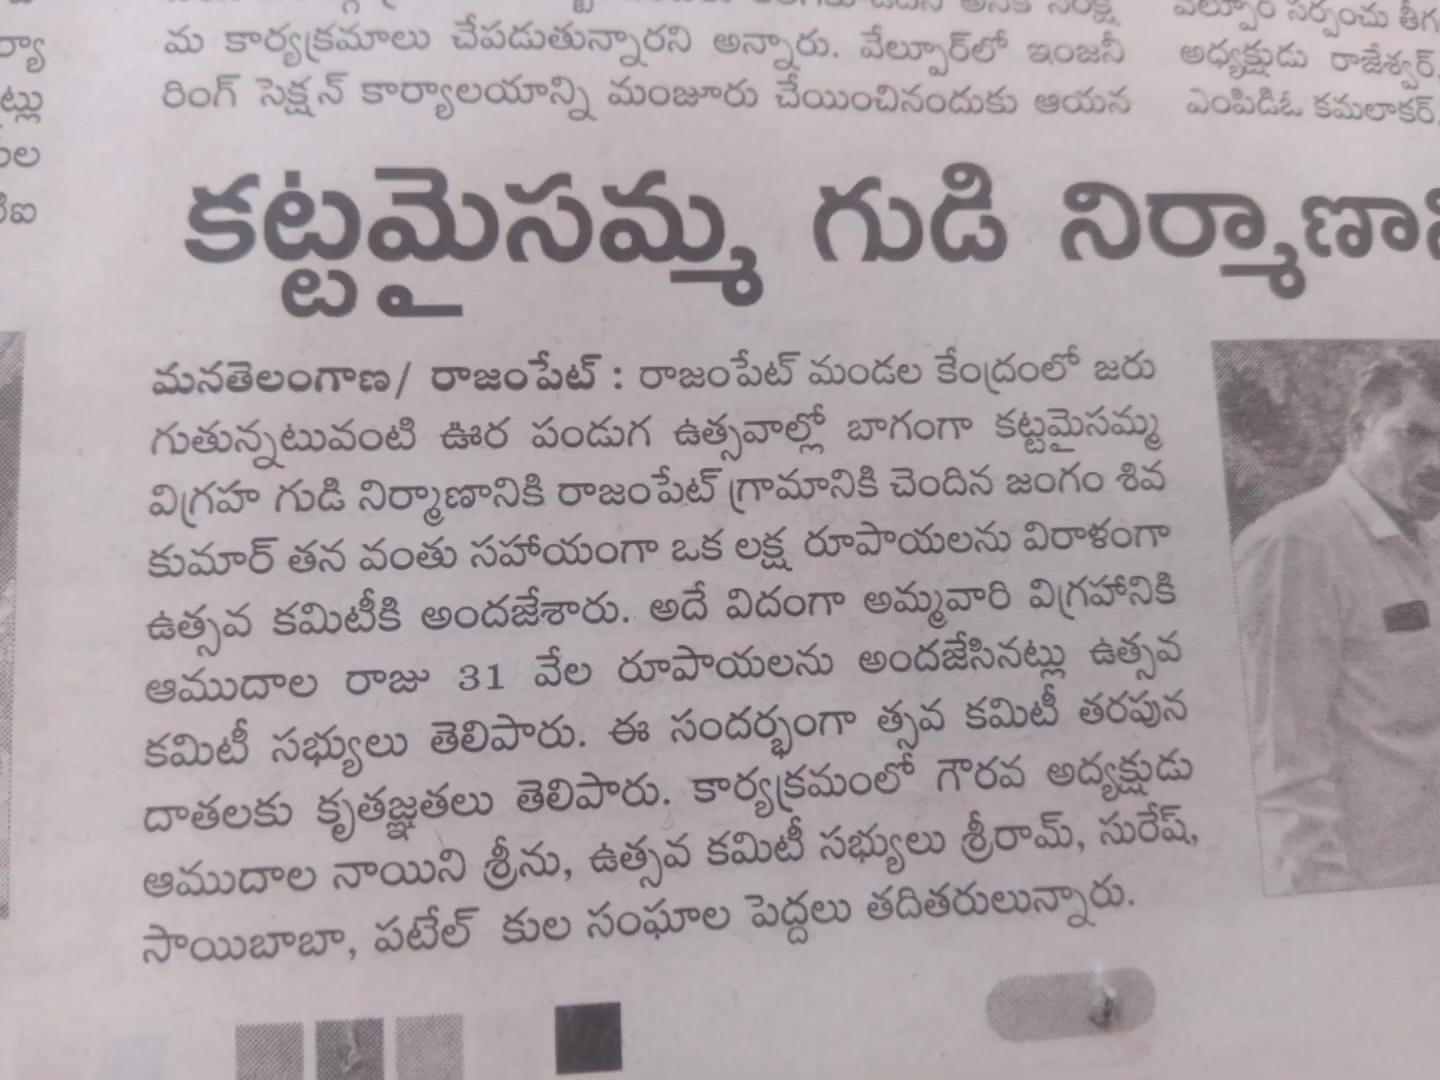 మ కార్యక్రమాలు చేపడుతున్నారని అన్నారు. వేల్పూర్‌లో ఇంజనీ
రింగ్ సెక్షన్ కార్యాలయాన్ని మంజూరు చేయించినందుకు ఆయన
అధ్యక్షుడు రాజేశ్వర్,
ఎంపిడిఓ కమలాకర్,
కట్టమైసమ్మ గుడి
మనతెలంగాణ/ రాజంపేట్ : రాజంపేట్ మండల కేంద్రంలో జరు
గుతున్నటువంటి ఊర పండుగ ఉత్సవాల్లో బాగంగా కట్టమైసమ్మ
విగ్రహ గుడి నిర్మాణానికి రాజంపేట్ గ్రామానికి చెందిన జంగం శివ
కుమార్ తన వంతు సహాయంగా ఒక లక్ష రూపాయలను విరాళంగా
ఉత్సవ కమిటీకి అందజేశారు. అదే విదంగా అమ్మవారి విగ్రహానికి
ఆముదాల రాజు 31 వేల రూపాయలను అందజేసినట్లు ఉత్సవ
కమిటీ సభ్యులు తెలిపారు. ఈ సందర్భంగా త్సవ కమిటీ తరపున
దాతలకు కృతజ్ఞతలు తెలిపారు. కార్యక్రమంలో గౌరవ అధ్యక్షుడు
ఆముదాల నాయిని శ్రీను, ఉత్సవ కమిటీ సభ్యులు శ్రీరామ్, సురేష్,
సాయిబాబా, పటేల్ కుల సంఘాల పెద్దలు తదితరులున్నారు.